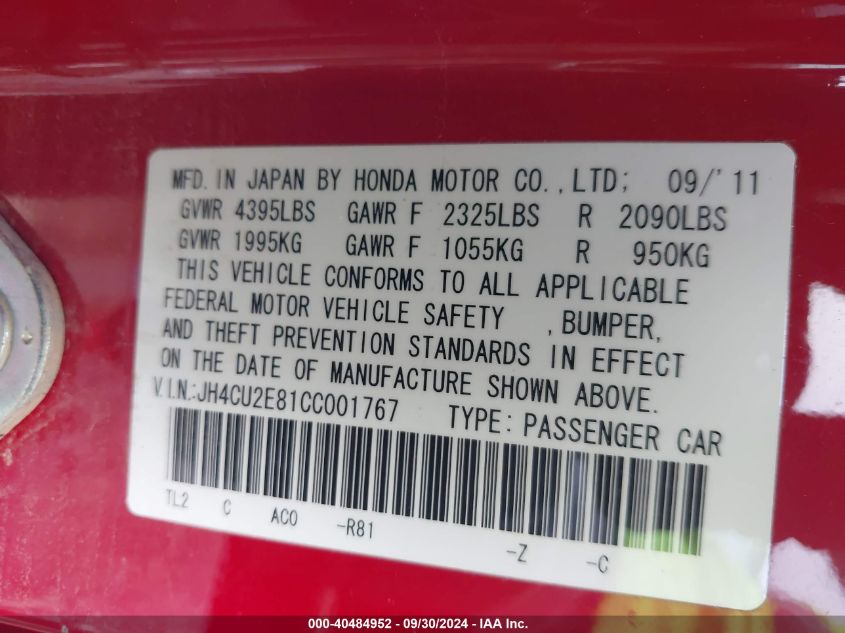 MFD. IN JAPAN BY HONDA MOTOR CO., LTD; 09/'11
GVWR 4395LBS GAWR F 2325LBS R 2090LBS
GVWR 1995KG GAWR F 1055KG R 950KG
THIS VEHICLE CONFORMS TO ALL APPLICABLE
FEDERAL MOTOR VEHICLE SAFETY , BUMPER,
AND THEFT PREVENTION STANDARDS IN EFFECT
ON THE DATE OF MANUFACTURE SHOWN ABOVE.
V.I.N.:JH4CU2E81CC001767 TYPE: PASSENGER CAR
TL2 C ACO -R81 -Z -C
000-40484952 - 09/30/2024 - IAA Inc.